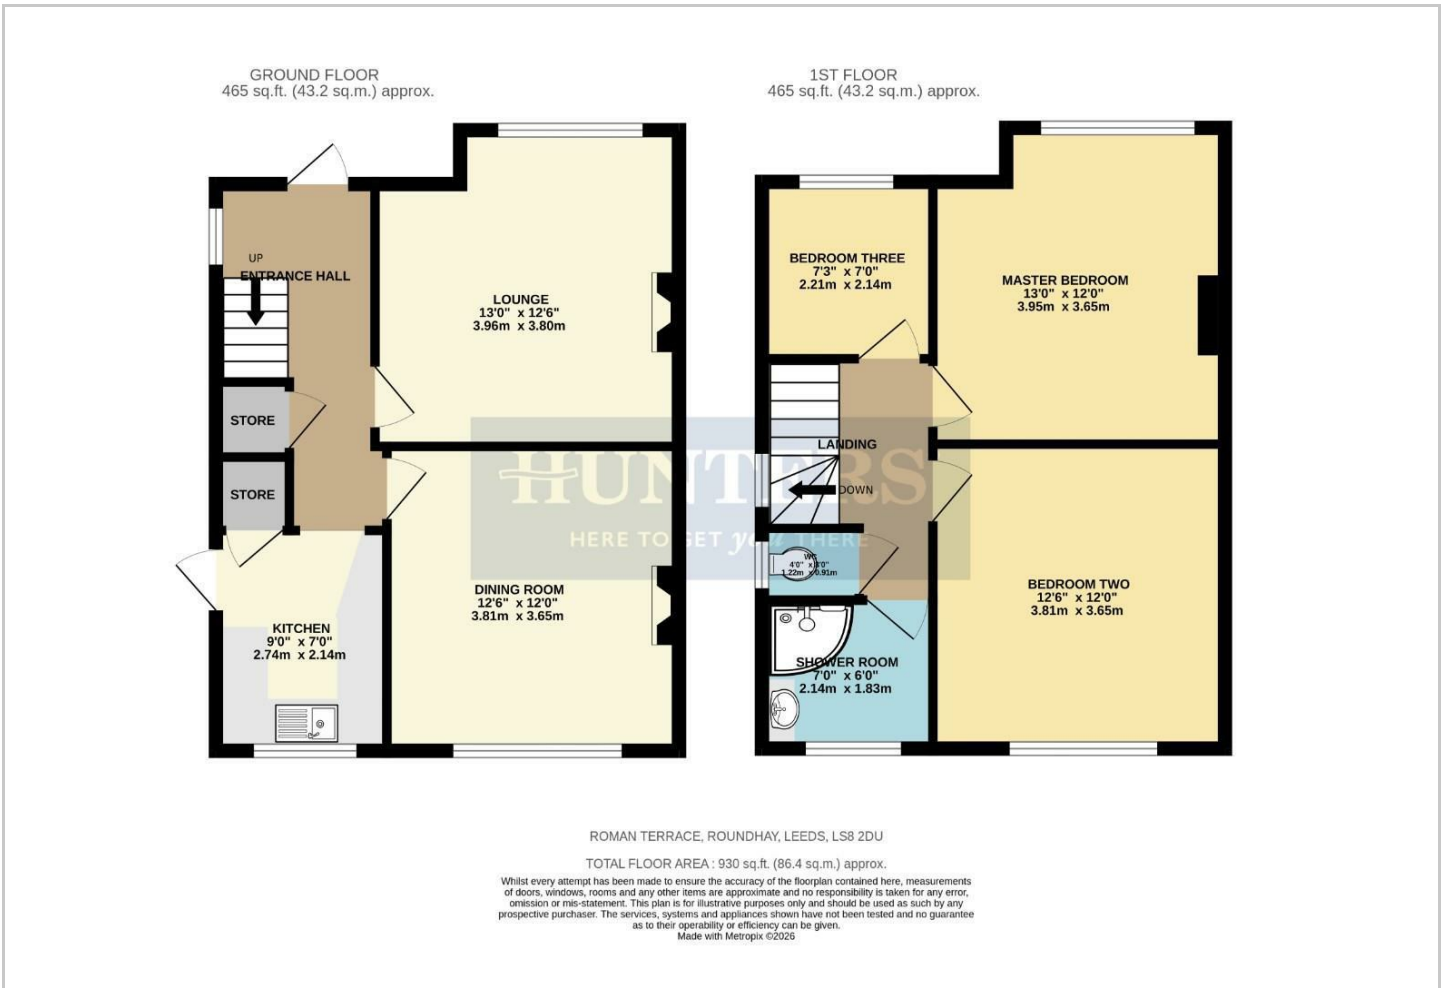 GROUND FLOOR
465 sq.ft. (43.2 sq.m.) approx.
UP
ENTRANCE HALL
LOUNGE
13'0" x 12'6"
3.96m x 3.80m
STORE
STORE
DINING ROOM
12'6" x 12'0"
3.81m x 3.65m
KITCHEN
9'0" x 7'0"
2.74m x 2.14m
1ST FLOOR
465 sq.ft. (43.2 sq.m.) approx.
BEDROOM THREE
7'3" x 7'0"
2.21m x 2.14m
MASTER BEDROOM
13'0" x 12'0"
3.95m x 3.65m
LANDING
DOWN
WC
4'0" x 3'0"
1.22m x 0.91m
BEDROOM TWO
12'6" x 12'0"
3.81m x 3.65m
SHOWER ROOM
7'0" x 6'0"
2.14m x 1.83m
HUNTERS
HERE TO GET you THERE
ROMAN TERRACE, ROUNDHAY, LEEDS, LS8 2DU
TOTAL FLOOR AREA : 930 sq.ft. (86.4 sq.m.) approx.
Whilst every attempt has been made to ensure the accuracy of the floorplan contained here, measurements
of doors, windows, rooms and any other items are approximate and no responsibility is taken for any error,
omission or mis-statement. This plan is for illustrative purposes only and should be used as such by any
prospective purchaser. The services, systems and appliances shown have not been tested and no guarantee
as to their operability or efficiency can be given.
Made with Metropix ©2026